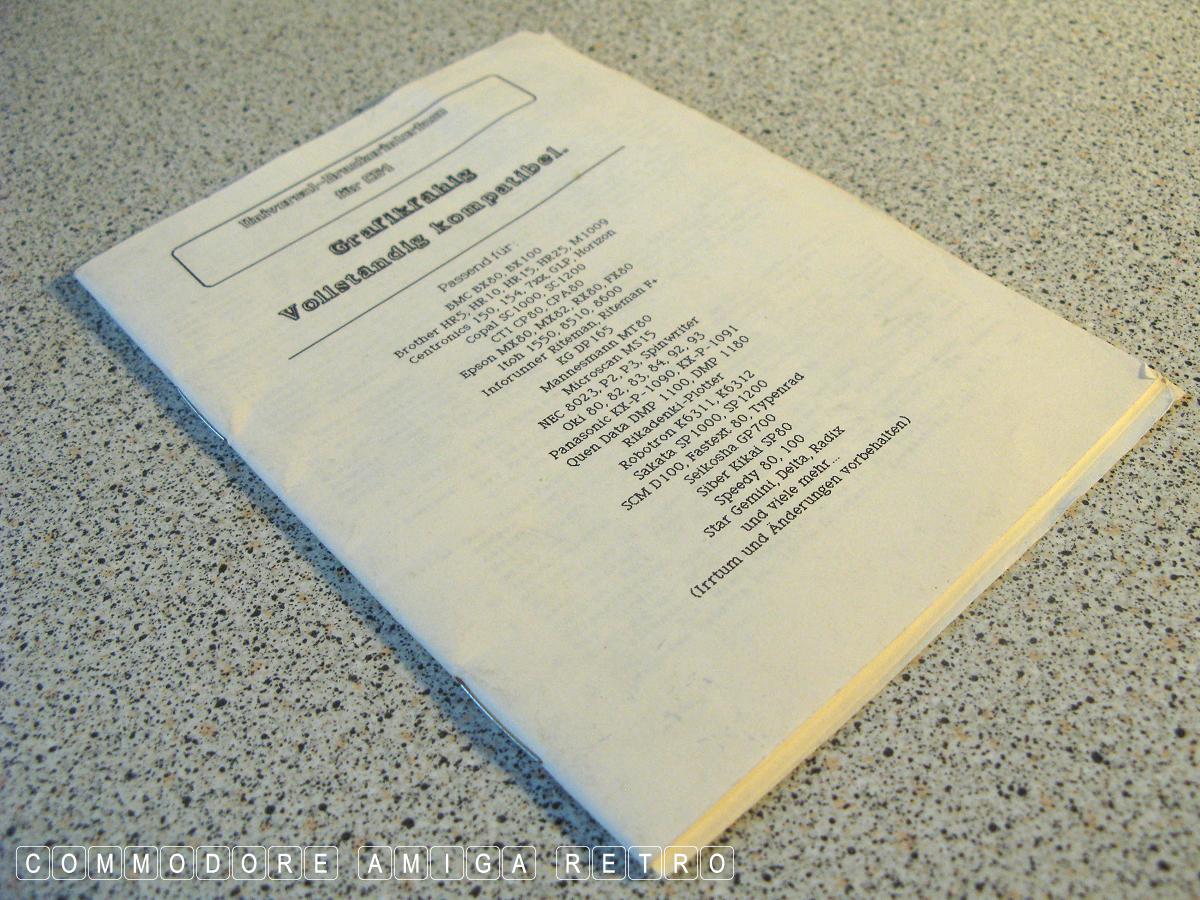 Grafikfähig
Vollständig kompatibel.
Passend für:
BMC BX80, BX100
Brother HR5, HR10, HR15, HR25, M1009
Centronics 150, 154, 7xx GLP, Horizon
Copal SC1000, SC1200
CTI CP80, CPA80
Epson MX80, MX82, RX80, FX80
Itoh 1550, 8510, 8600
Inforunner Riteman, Riteman F+
KG DP165
Mannesmann MT80
Microscan MS15
NEC 8023, P2, P3, Spinwriter
Oki 80, 82, 83, 84, 92, 93
Panasonic KX-P-1090, KX-P-1091
Quen Data DMP 1100, DMP 1180
Rikadenki-Plotter
Robotron K6311, K6312
Sakata SP1000, SP1200
SCM D100, Fastext 80, Typenrad
Seikosha GP700
Siber Kikai SP80
Speedy 80, 100
Star Gemini, Delta, Radix
und viele mehr...
(Irrtum und Änderungen vorbehalten)
COMMODORE AMIGA RETRO